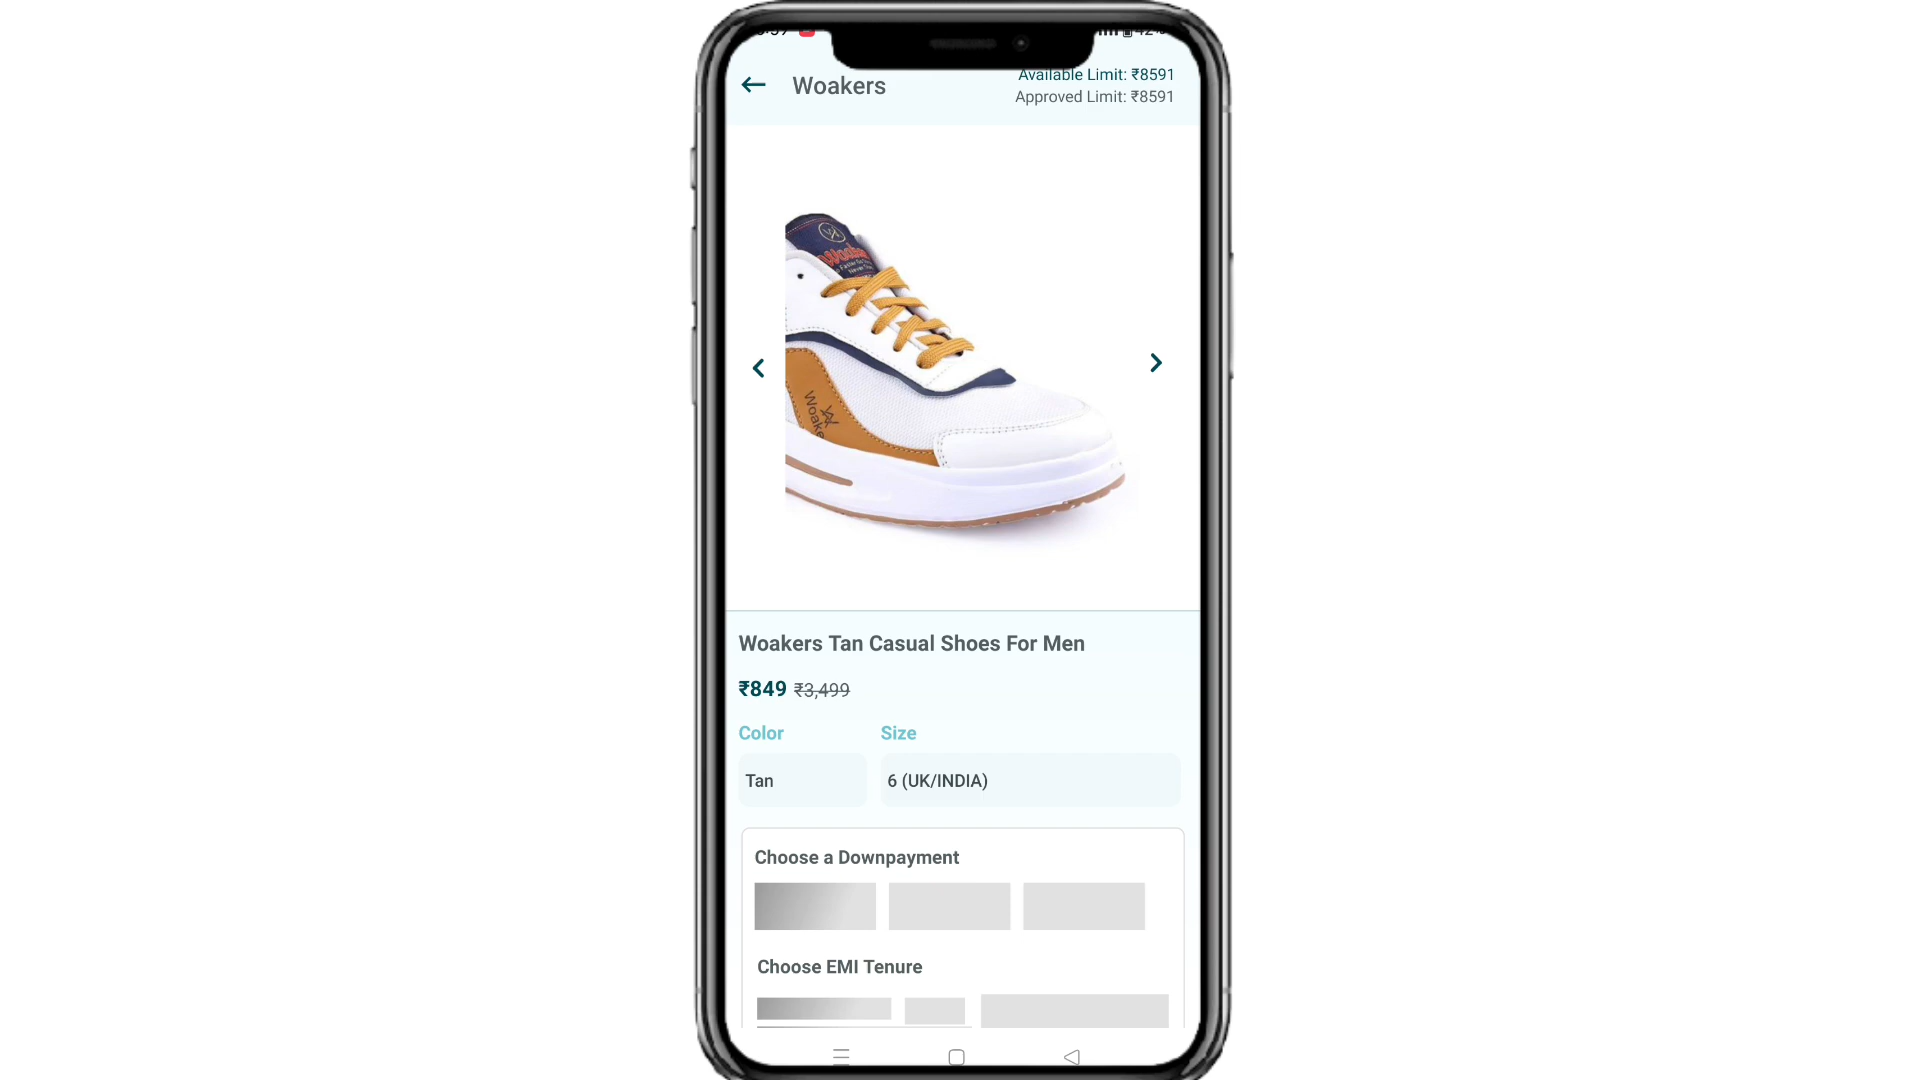 Woakers
Available Limit: ₹8591
Approved Limit: ₹8591
Woakers Tan Casual Shoes For Men
₹849 ₹3,499
Color
Size
Tan
6 (UK/INDIA)
Choose a Downpayment
Choose EMI Tenure